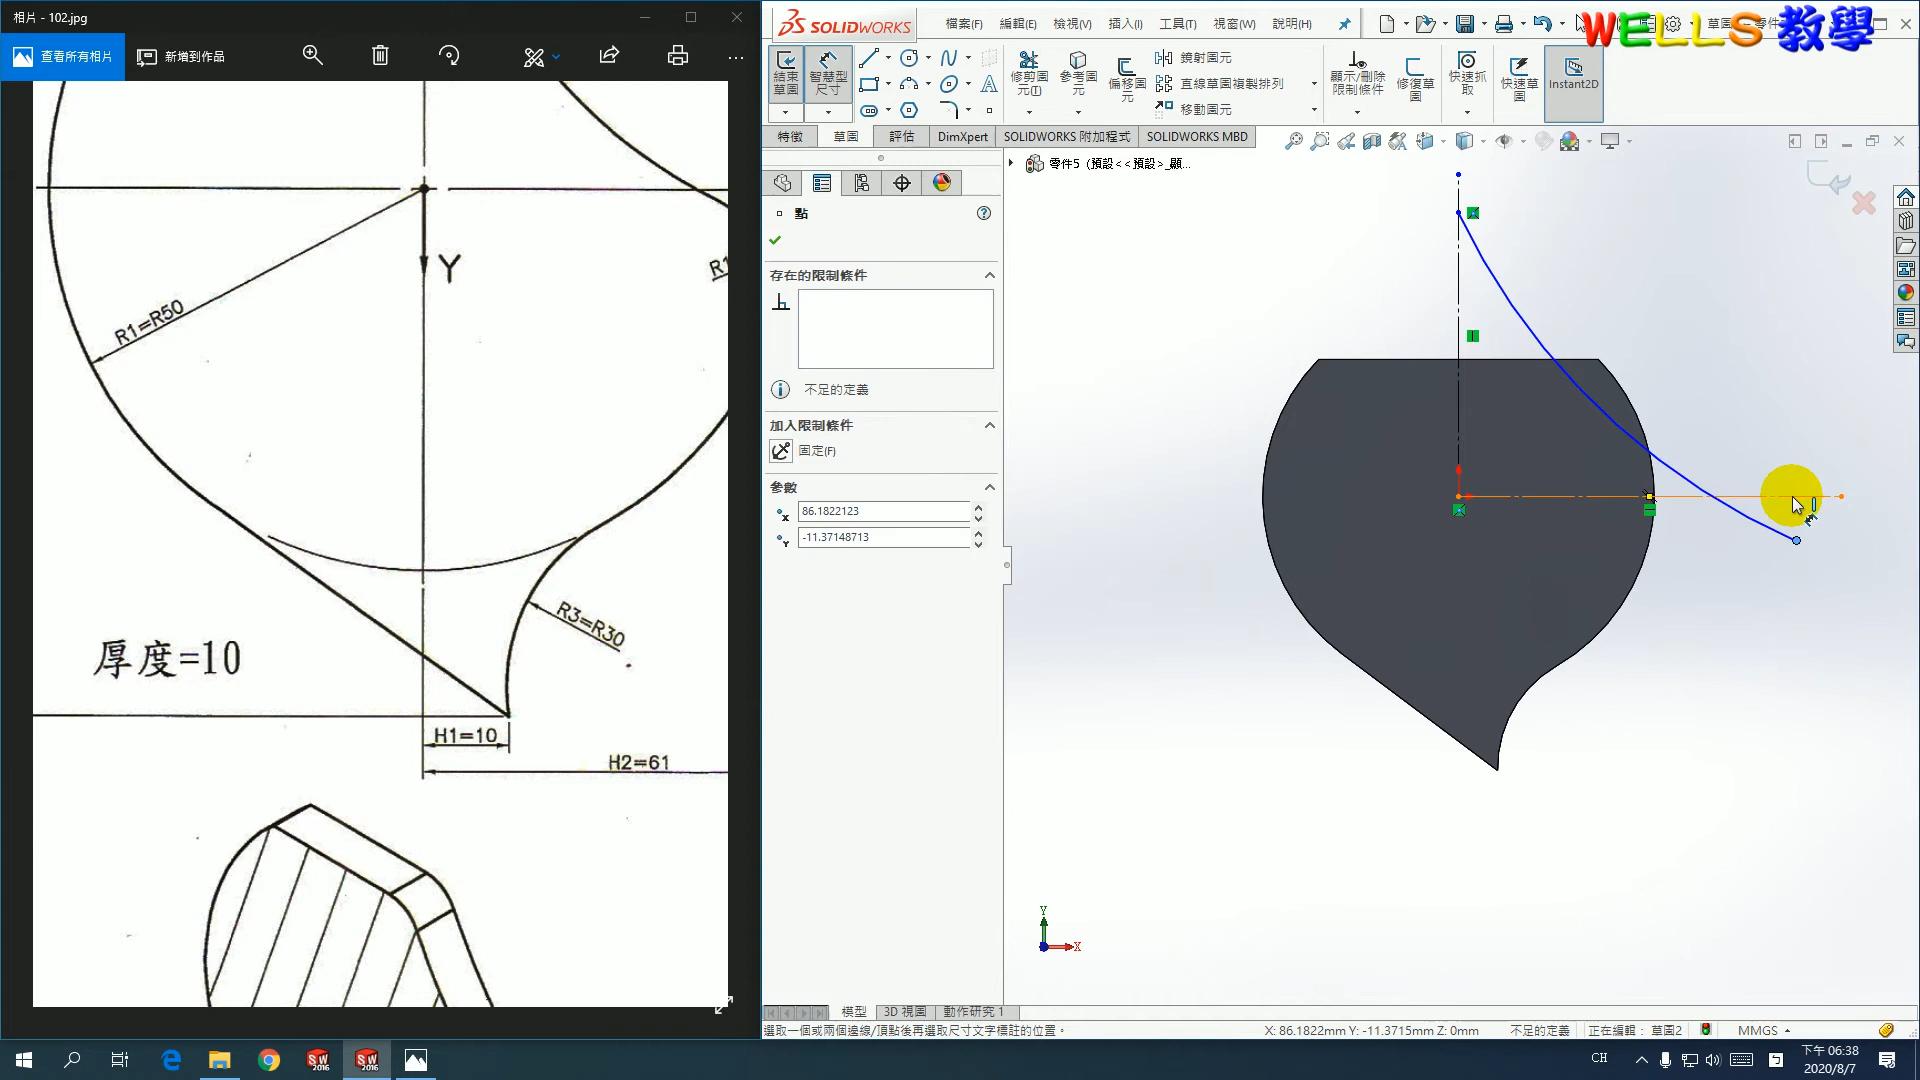 相片 - 102.jpg
查看所有相片
新增到作品
Y
R1=R50
R1
R3=R30
厚度=10
H1=10
H2=61
SOLIDWORKS
檔案(F)
編輯(E)
檢視(V)
插入(I)
工具(T)
視窗(W)
說明(H)
WELLS 教學
結束草圖
智慧型尺寸
修剪圖元(T)
參考圖元
偏移圖元
鏡射圖元
直線草圖複製排列
移動圖元
顯示/刪除限制條件
修復草圖
快速抓取
快速草圖
Instant2D
特徵
草圖
評估
DimXpert
SOLIDWORKS 附加程式
SOLIDWORKS MBD
零件5 (預設<<預設>_顯...
點
存在的限制條件
不足的定義
加入限制條件
固定(F)
參數
86.1822123
-11.37148713
Y
X
模型
3D 視圖
動作研究 1
選取一個或兩個邊線/頂點後再選取尺寸文字標註的位置。
X: 86.1822mm Y: -11.3715mm Z: 0mm
不足的定義
正在編輯： 草圖2
MMGS
CH
下午 06:38
2020/8/7